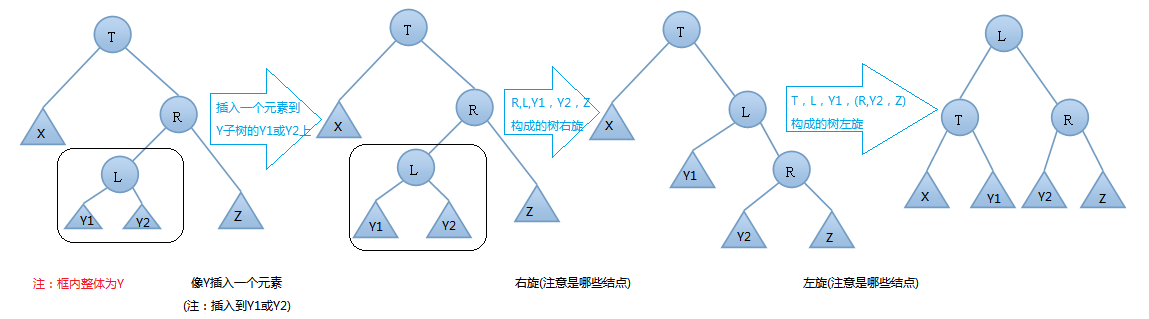 T
R
X
L
Y1
Y2
Z
插入一个元素到
Y子树的Y1或Y2上
T
R
X
L
Y1
Y2
Z
R,L,Y1，Y2，Z
构成的树右旋
T
X
L
Y1
R
Y2
Z
T，L，Y1，(R,Y2，Z)
构成的树左旋
L
T
R
X
Y1
Y2
Z
注：框内整体为Y
像Y插入一个元素
(注：插入到Y1或Y2)
右旋(注意是哪些结点)
左旋(注意是哪些结点)